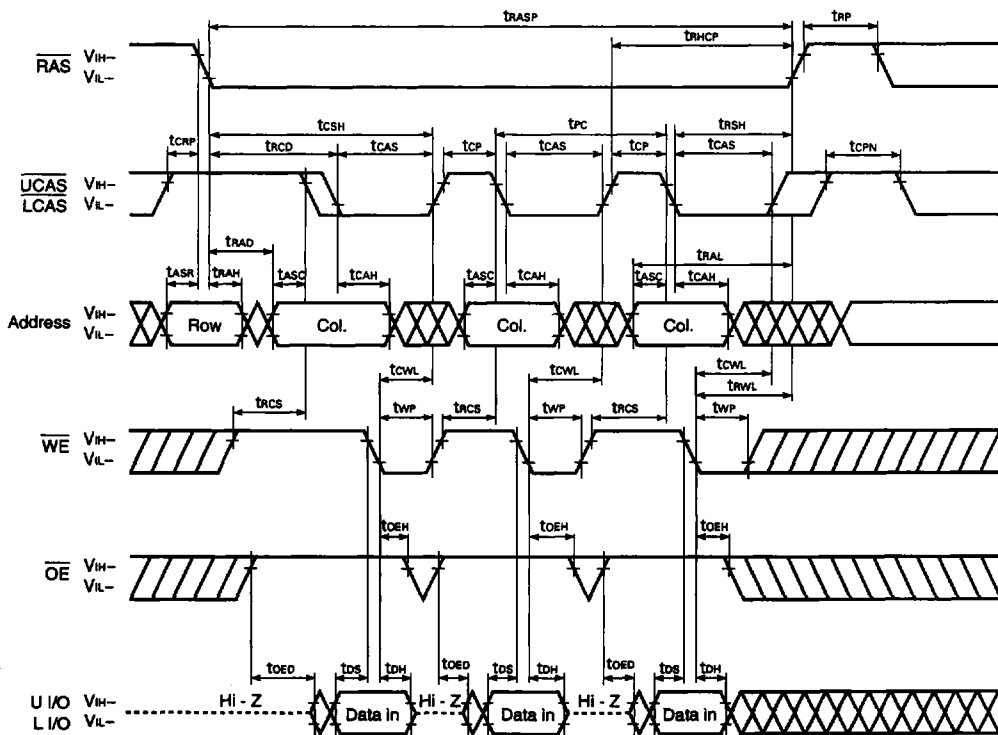 tRASP tRP
tRHCP
RAS VIH–
VIL–
tCSH tPC tRSH
tCRP tRCD tCAS tCP tCAS tCP tCAS tCPN
UCAS VIH–
LCAS VIL–
tRAD tRAL
tASR tRAH tASC tCAH tASC tCAH tASC tCAH
Address VIH–
VIL–
Row Col. Col. Col.
tCWL tCWL tCWL
tRWL
tRCS tWP tRCS tWP tRCS tWP
WE VIH–
VIL–
tOEH tOEH tOEH
OE VIH–
VIL–
tOED tDS tDH tOED tDS tDH tOED tDS tDH
U I/O VIH–
L I/O VIL–
Hi - Z Data in Hi - Z Data in Hi - Z Data in